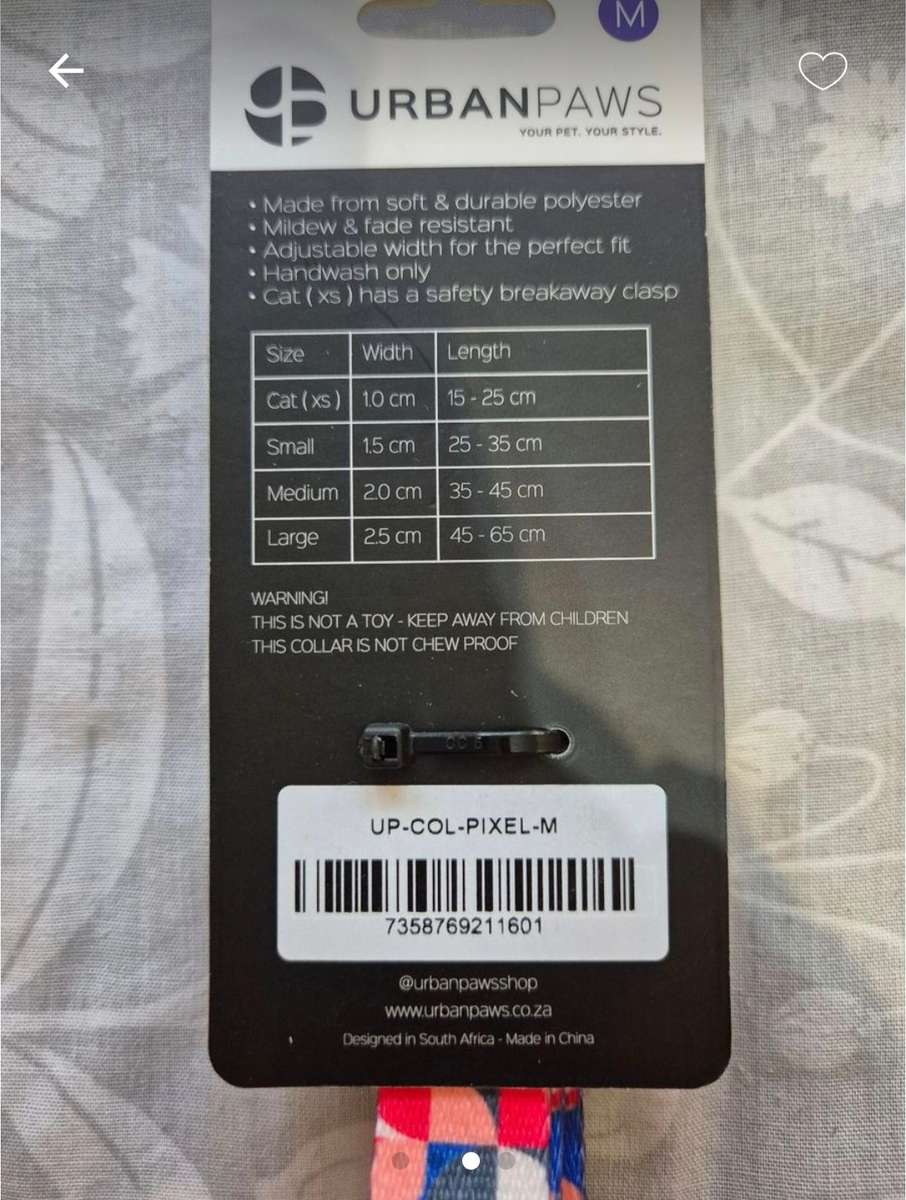 M
URBANPAWS
YOUR PET. YOUR STYLE.
• Made from soft & durable polyester
• Mildew & fade resistant
• Adjustable width for the perfect fit
• Handwash only
• Cat ( xs ) has a safety breakaway clasp
Size Width Length
Cat ( xs ) 1.0 cm 15 - 25 cm
Small 1.5 cm 25 - 35 cm
Medium 2.0 cm 35 - 45 cm
Large 2.5 cm 45 - 65 cm
WARNING!
THIS IS NOT A TOY - KEEP AWAY FROM CHILDREN
THIS COLLAR IS NOT CHEW PROOF
UP-COL-PIXEL-M
7358769211601
@urbanpawsshop
www.urbanpaws.co.za
Designed in South Africa - Made in China